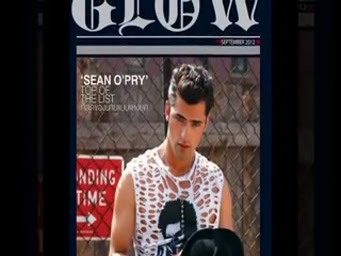 GLOW
SEPTEMBER 2012
'SEAN O'PRY'
TOP OF
THE LIST
NDING
TIME